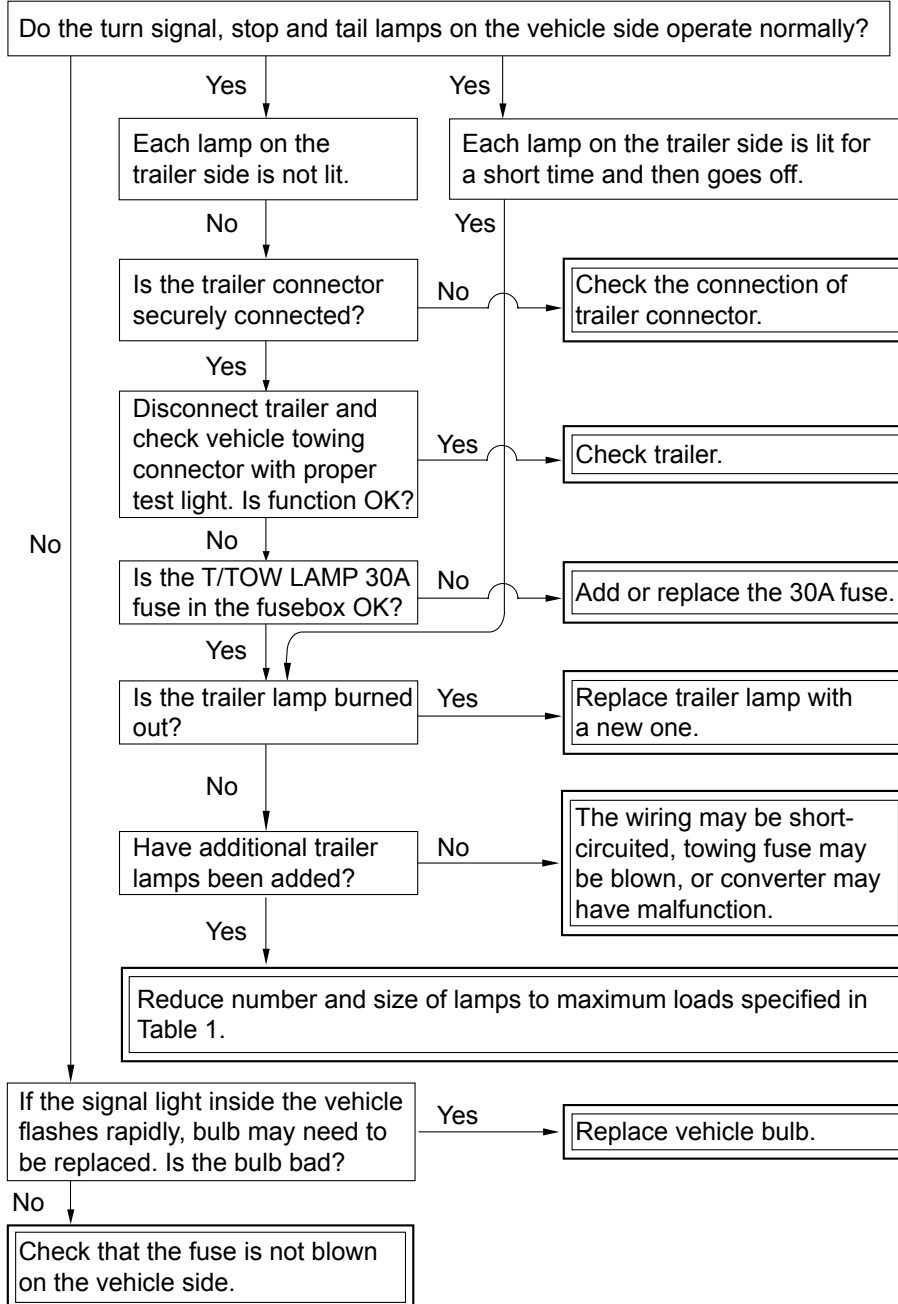 Do the turn signal, stop and tail lamps on the vehicle side operate normally?
Yes
Yes
Each lamp on the
trailer side is not lit.
Each lamp on the trailer side is lit for
a short time and then goes off.
No
Yes
Is the trailer connector
securely connected?
No
Check the connection of
trailer connector.
Yes
Disconnect trailer and
check vehicle towing
connector with proper
test light. Is function OK?
Yes
Check trailer.
No
No
Is the T/TOW LAMP 30A
fuse in the fusebox OK?
No
Add or replace the 30A fuse.
Yes
Is the trailer lamp burned
out?
Yes
Replace trailer lamp with
a new one.
No
Have additional trailer
lamps been added?
No
The wiring may be short-
circuited, towing fuse may
be blown, or converter may
have malfunction.
Yes
Reduce number and size of lamps to maximum loads specified in
Table 1.
If the signal light inside the vehicle
flashes rapidly, bulb may need to
be replaced. Is the bulb bad?
Yes
Replace vehicle bulb.
No
Check that the fuse is not blown
on the vehicle side.